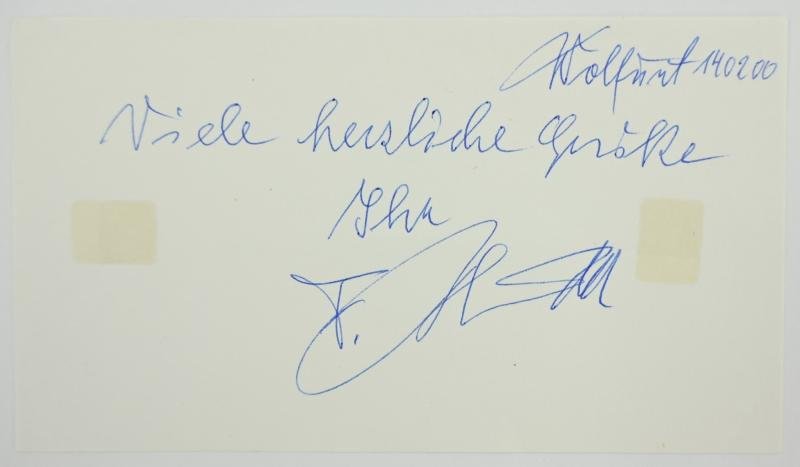 Wolfurt 140200
Viele herzliche Grüße
Ihr
F.